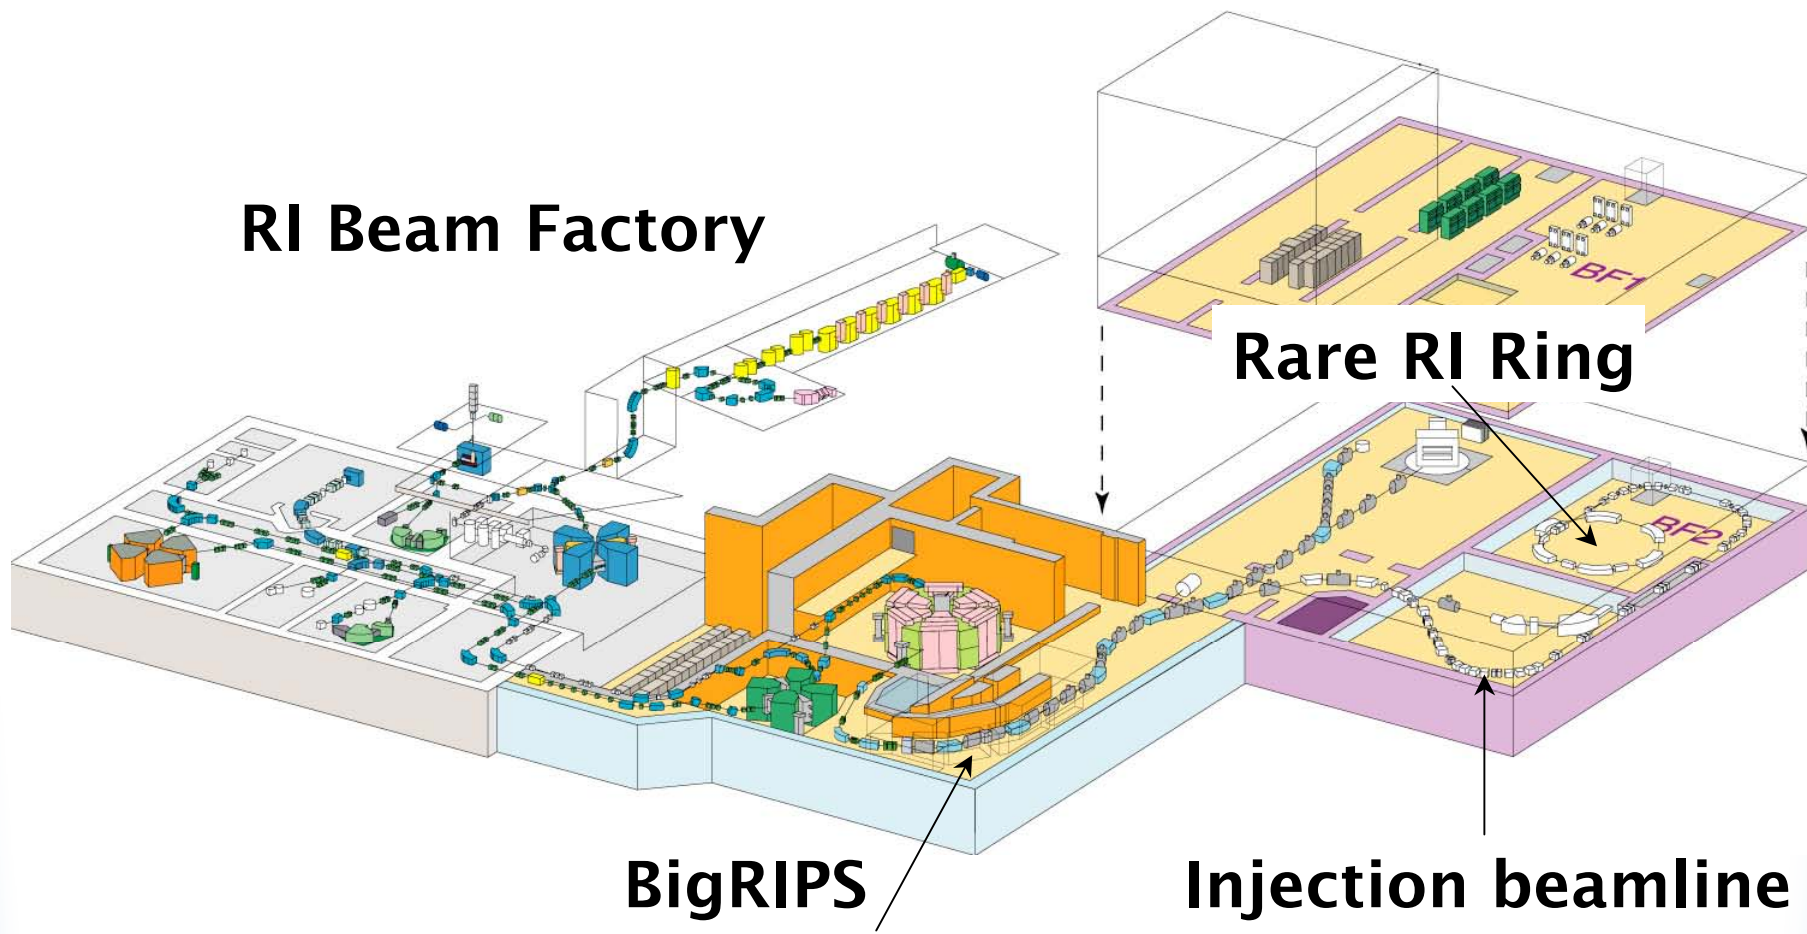 RI Beam Factory
BF1
Rare RI Ring
BF2
BigRIPS
Injection beamline